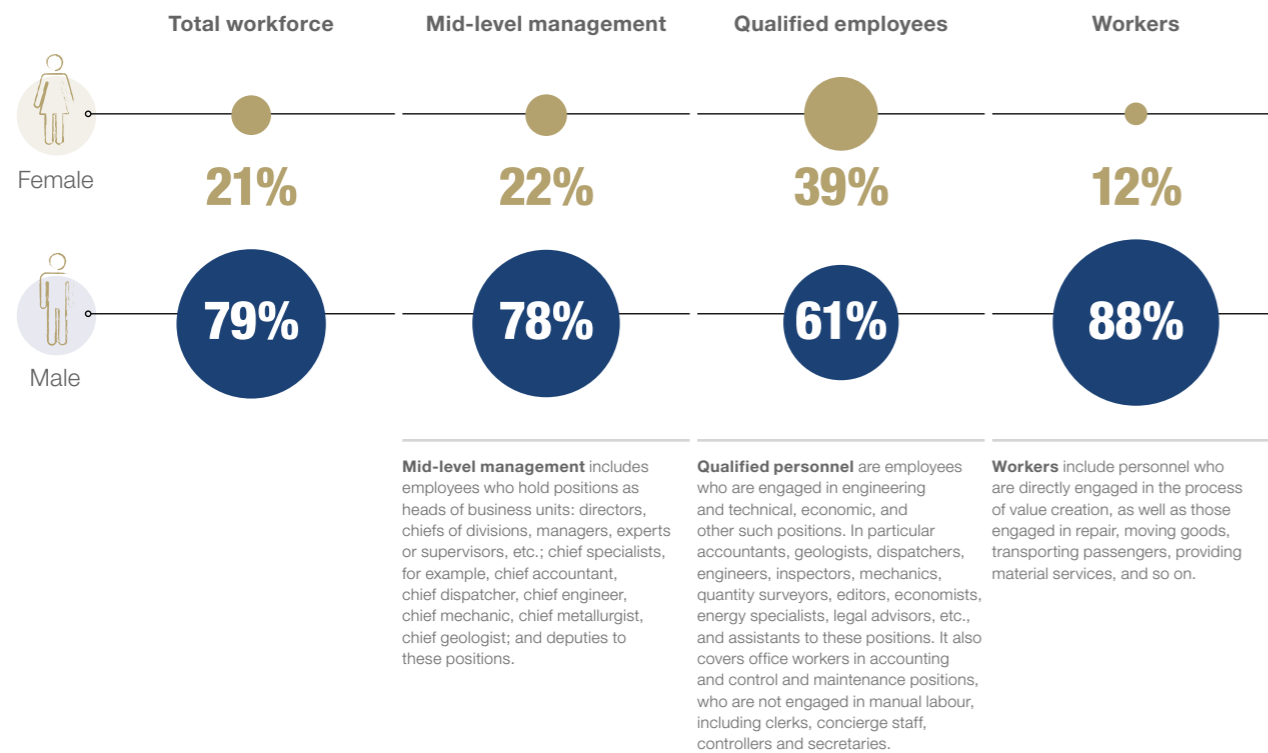 Total workforce
Mid-level management
Qualified employees
Workers
Female
21%
22%
39%
12%
Male
79%
78%
61%
88%
Mid-level management includes
employees who hold positions as
heads of business units: directors,
chiefs of divisions, managers, experts
or supervisors, etc.; chief specialists,
for example, chief accountant,
chief dispatcher, chief engineer,
chief mechanic, chief metallurgist,
chief geologist; and deputies to
these positions.
Qualified personnel are employees
who are engaged in engineering
and technical, economic, and
other such positions. In particular
accountants, geologists, dispatchers,
engineers, inspectors, mechanics,
quantity surveyors, editors, economists,
energy specialists, legal advisors, etc.,
and assistants to these positions. It also
covers office workers in accounting
and control and maintenance positions,
who are not engaged in manual labour,
including clerks, concierge staff,
controllers and secretaries.
Workers include personnel who
are directly engaged in the process
of value creation, as well as those
engaged in repair, moving goods,
transporting passengers, providing
material services, and so on.